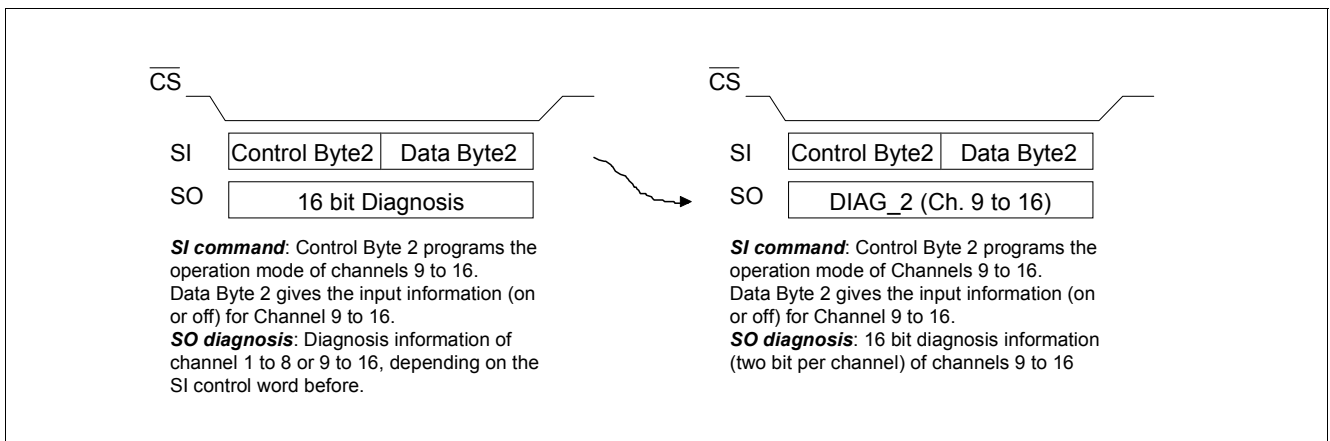 CS
SI Control Byte2 Data Byte2
SO 16 bit Diagnosis
SI command: Control Byte 2 programs the
operation mode of channels 9 to 16.
Data Byte 2 gives the input information (on
or off) for Channel 9 to 16.
SO diagnosis: Diagnosis information of
channel 1 to 8 or 9 to 16, depending on the
SI control word before.
CS
SI Control Byte2 Data Byte2
SO DIAG_2 (Ch. 9 to 16)
SI command: Control Byte 2 programs the
operation mode of Channels 9 to 16.
Data Byte 2 gives the input information (on
or off) for Channel 9 to 16.
SO diagnosis: 16 bit diagnosis information
(two bit per channel) of channels 9 to 16